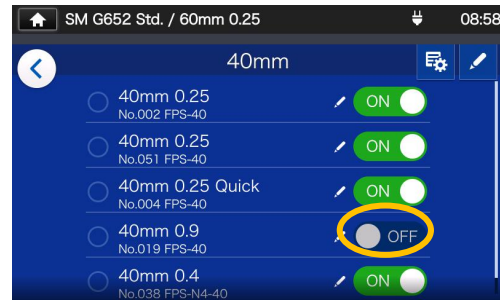 SM G652 Std. / 60mm 0.25 08:58
40mm
40mm 0.25
No.002 FPS-40
ON
40mm 0.25
No.051 FPS-40
ON
40mm 0.25 Quick
No.004 FPS-40
ON
40mm 0.9
No.019 FPS-40
OFF
40mm 0.4
No.038 FPS-N4-40
ON